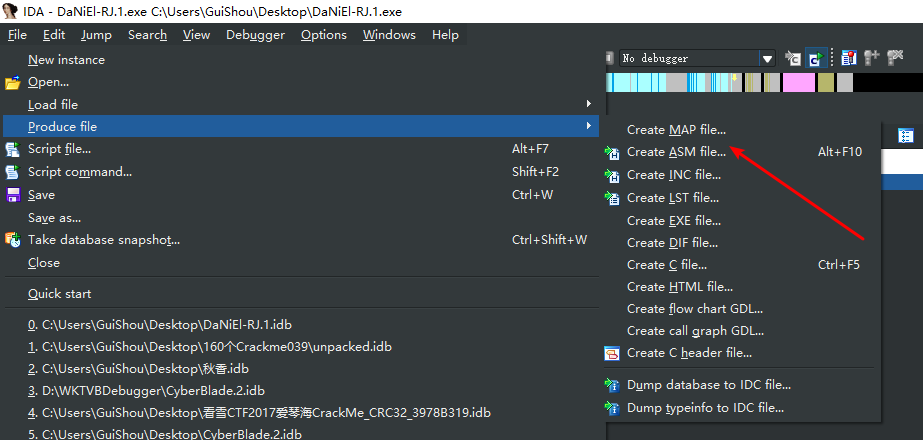 IDA - DaNiEl-RJ.1.exe C:\Users\GuiShou\Desktop\DaNiEl-RJ.1.exe
File Edit Jump Search View Debugger Options Windows Help
New instance
Open...
No debugger
Load file
Produce file
Script file... Alt+F7
Script command... Shift+F2
Save Ctrl+W
Save as...
Take database snapshot... Ctrl+Shift+W
Close
Quick start
0. C:\Users\GuiShou\Desktop\DaNiEl-RJ.1.idb
1. C:\Users\GuiShou\Desktop\160个Crackme039\unpacked.idb
2. C:\Users\GuiShou\Desktop\秋香.idb
3. D:\WKTVBDebugger\CyberBlade.2.idb
4. C:\Users\GuiShou\Desktop\看雪CTF2017爱琴海CrackMe_CRC32_3978B319.idb
5. C:\Users\GuiShou\Desktop\CyberBlade.2.idb
Create MAP file...
Create ASM file... Alt+F10
Create INC file...
Create LST file...
Create EXE file...
Create DIF file...
Create C file... Ctrl+F5
Create HTML file...
Create flow chart GDL...
Create call graph GDL...
Create C header file...
Dump database to IDC file...
Dump typeinfo to IDC file...